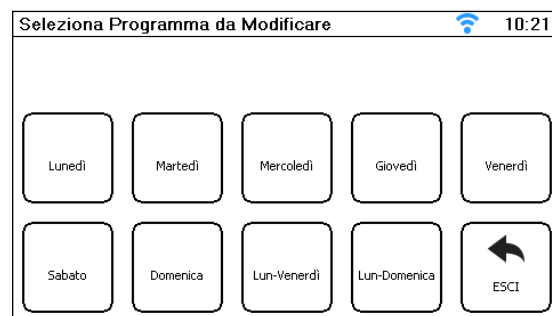 Seleziona Programma da Modificare 10:21
Lunedì Martedì Mercoledì Giovedì Venerdì
Sabato Domenica Lun-Venerdì Lun-Domenica ESCI